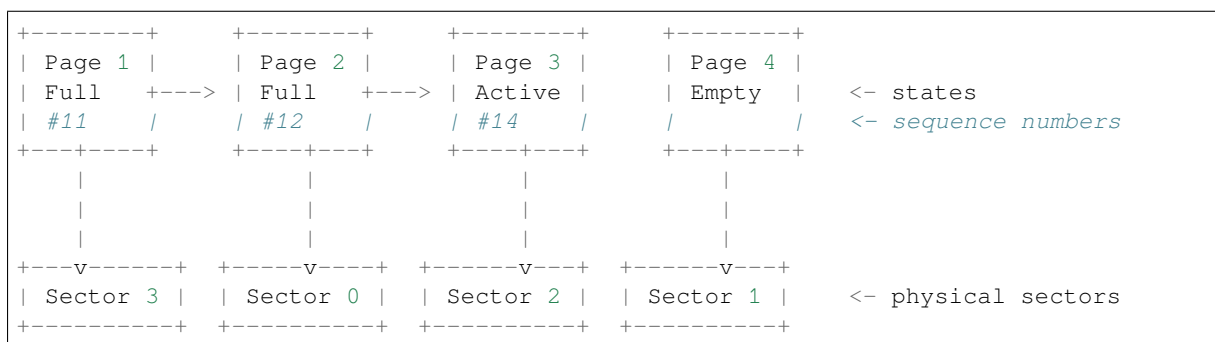 +--------+ +--------+ +--------+ +--------+
| Page 1 | | Page 2 | | Page 3 | | Page 4 |
| Full +---> | Full +---> | Active | | Empty | <- states
| #11 | | #12 | | #14 | | | <- sequence numbers
+---+----+ +----+---+ +----+---+ +---+----+
| | | |
| | | |
| | | |
+---v------+ +-----v----+ +------v---+ +------v---+
| Sector 3 | | Sector 0 | | Sector 2 | | Sector 1 | <- physical sectors
+----------+ +----------+ +----------+ +----------+